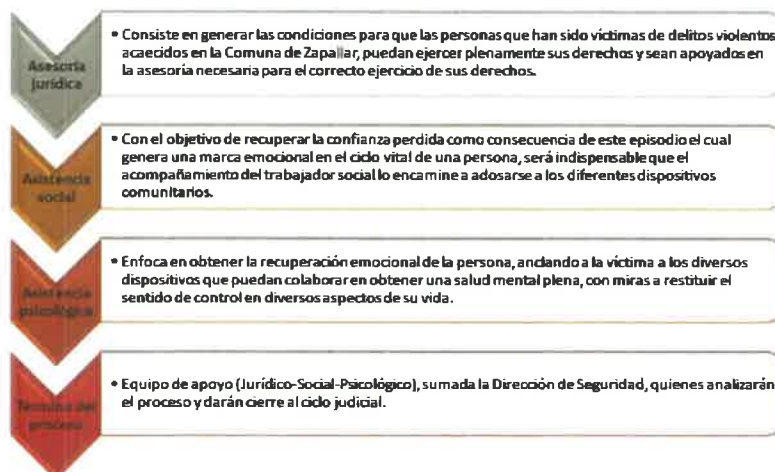 Asesoría
jurídica
• Consiste en generar las condiciones para que las personas que han sido víctimas de delitos violentos
acaecidos en la Comuna de Zapallar, puedan ejercer plenamente sus derechos y sean apoyados en
la asesoría necesaria para el correcto ejercicio de sus derechos.
Asistencia
social
• Con el objetivo de recuperar la confianza perdida como consecuencia de este episodio el cual
genera una marca emocional en el ciclo vital de una persona, será indispensable que el
acompañamiento del trabajador social lo encamine a adosarse a los diferentes dispositivos
comunitarios.
Asistencia
psicológica
• Enfoca en obtener la recuperación emocional de la persona, anclando a la víctima a los diversos
dispositivos que puedan colaborar en obtener una salud mental plena, con miras a restituir el
sentido de control en diversos aspectos de su vida.
Término del
proceso
• Equipo de apoyo (Jurídico-Social-Psicológico), sumada la Dirección de Seguridad, quienes analizarán
el proceso y darán cierre al ciclo judicial.